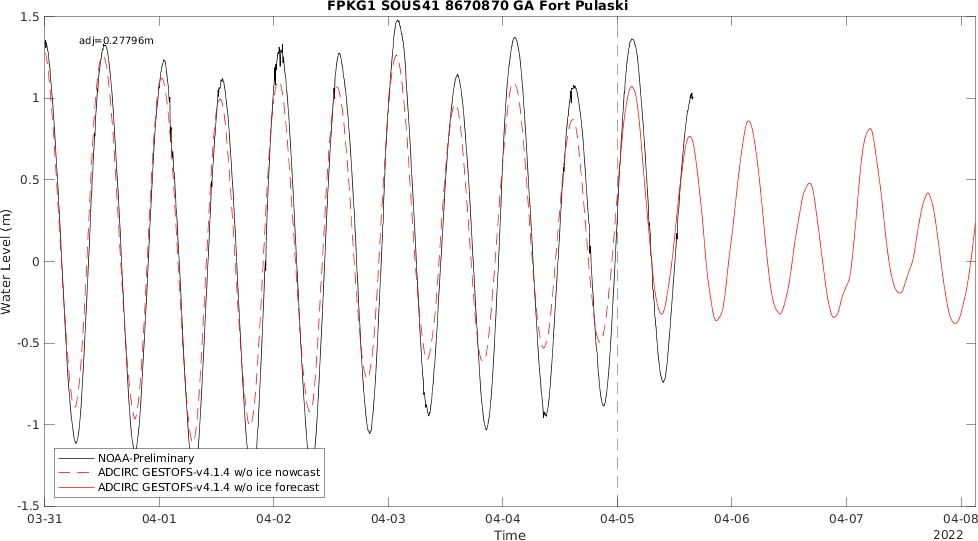 FPKG1 SOUS41 8670870 GA Fort Pulaski
adj=0.27796m
1.5
1
0.5
0
-0.5
-1
-1.5
Water Level (m)
NOAA-Preliminary
ADCIRC GESTOFS-v4.1.4 w/o ice nowcast
ADCIRC GESTOFS-v4.1.4 w/o ice forecast
03-31 04-01 04-02 04-03 04-04 04-05 04-06 04-07 04-08
Time
2022